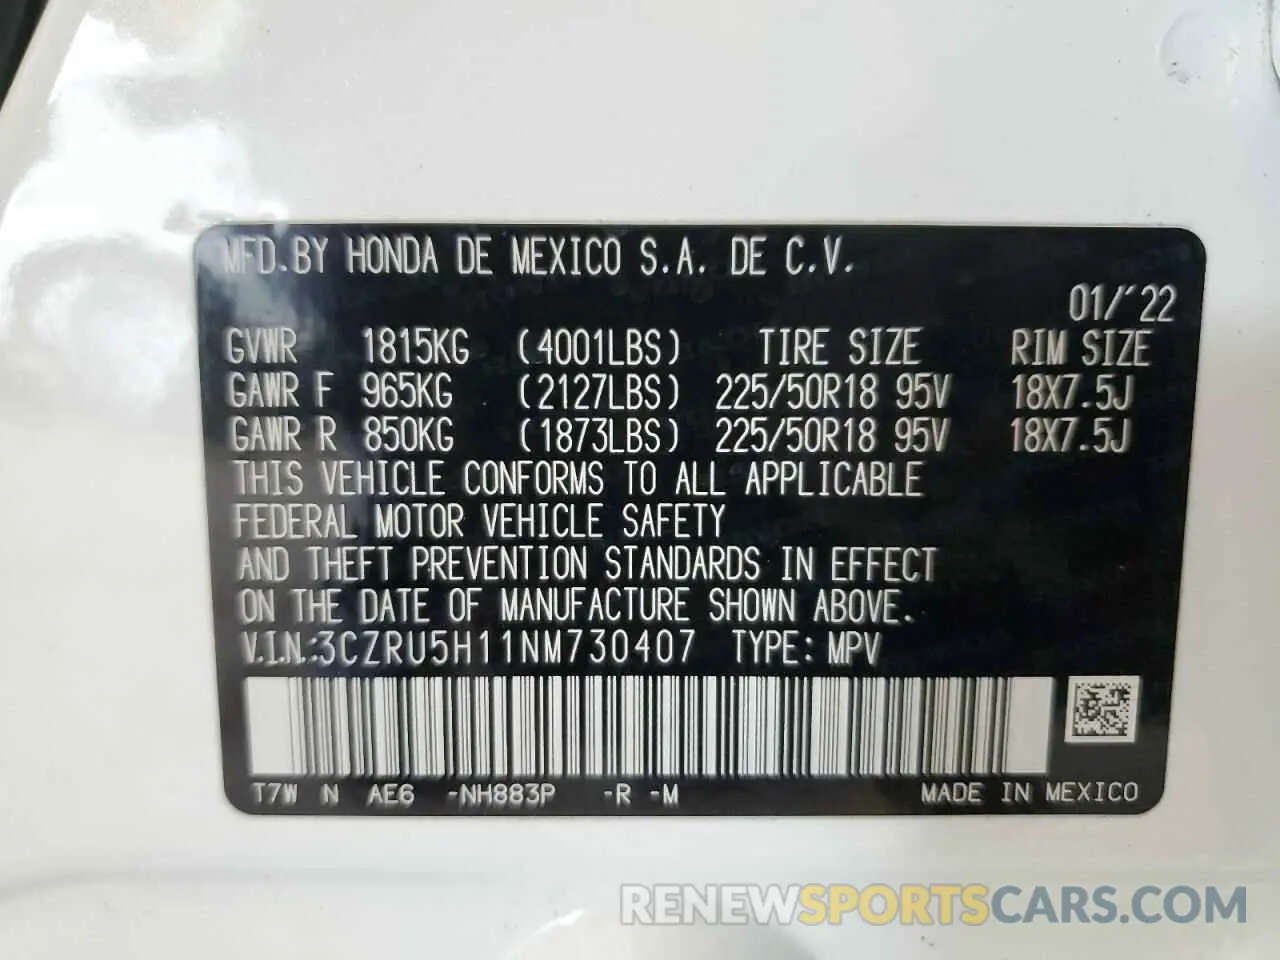 MFD.BY HONDA DE MEXICO S.A. DE C.V.
01/'22
GVWR 1815KG (4001LBS) TIRE SIZE RIM SIZE
GAWR F 965KG (2127LBS) 225/50R18 95V 18X7.5J
GAWR R 850KG (1873LBS) 225/50R18 95V 18X7.5J
THIS VEHICLE CONFORMS TO ALL APPLICABLE
FEDERAL MOTOR VEHICLE SAFETY
AND THEFT PREVENTION STANDARDS IN EFFECT
ON THE DATE OF MANUFACTURE SHOWN ABOVE.
V.I.N.:3CZRU5H11NM730407 TYPE: MPV
T7W N AE6 -NH883P -R -M MADE IN MEXICO
RENEWSPORTSCARS.COM